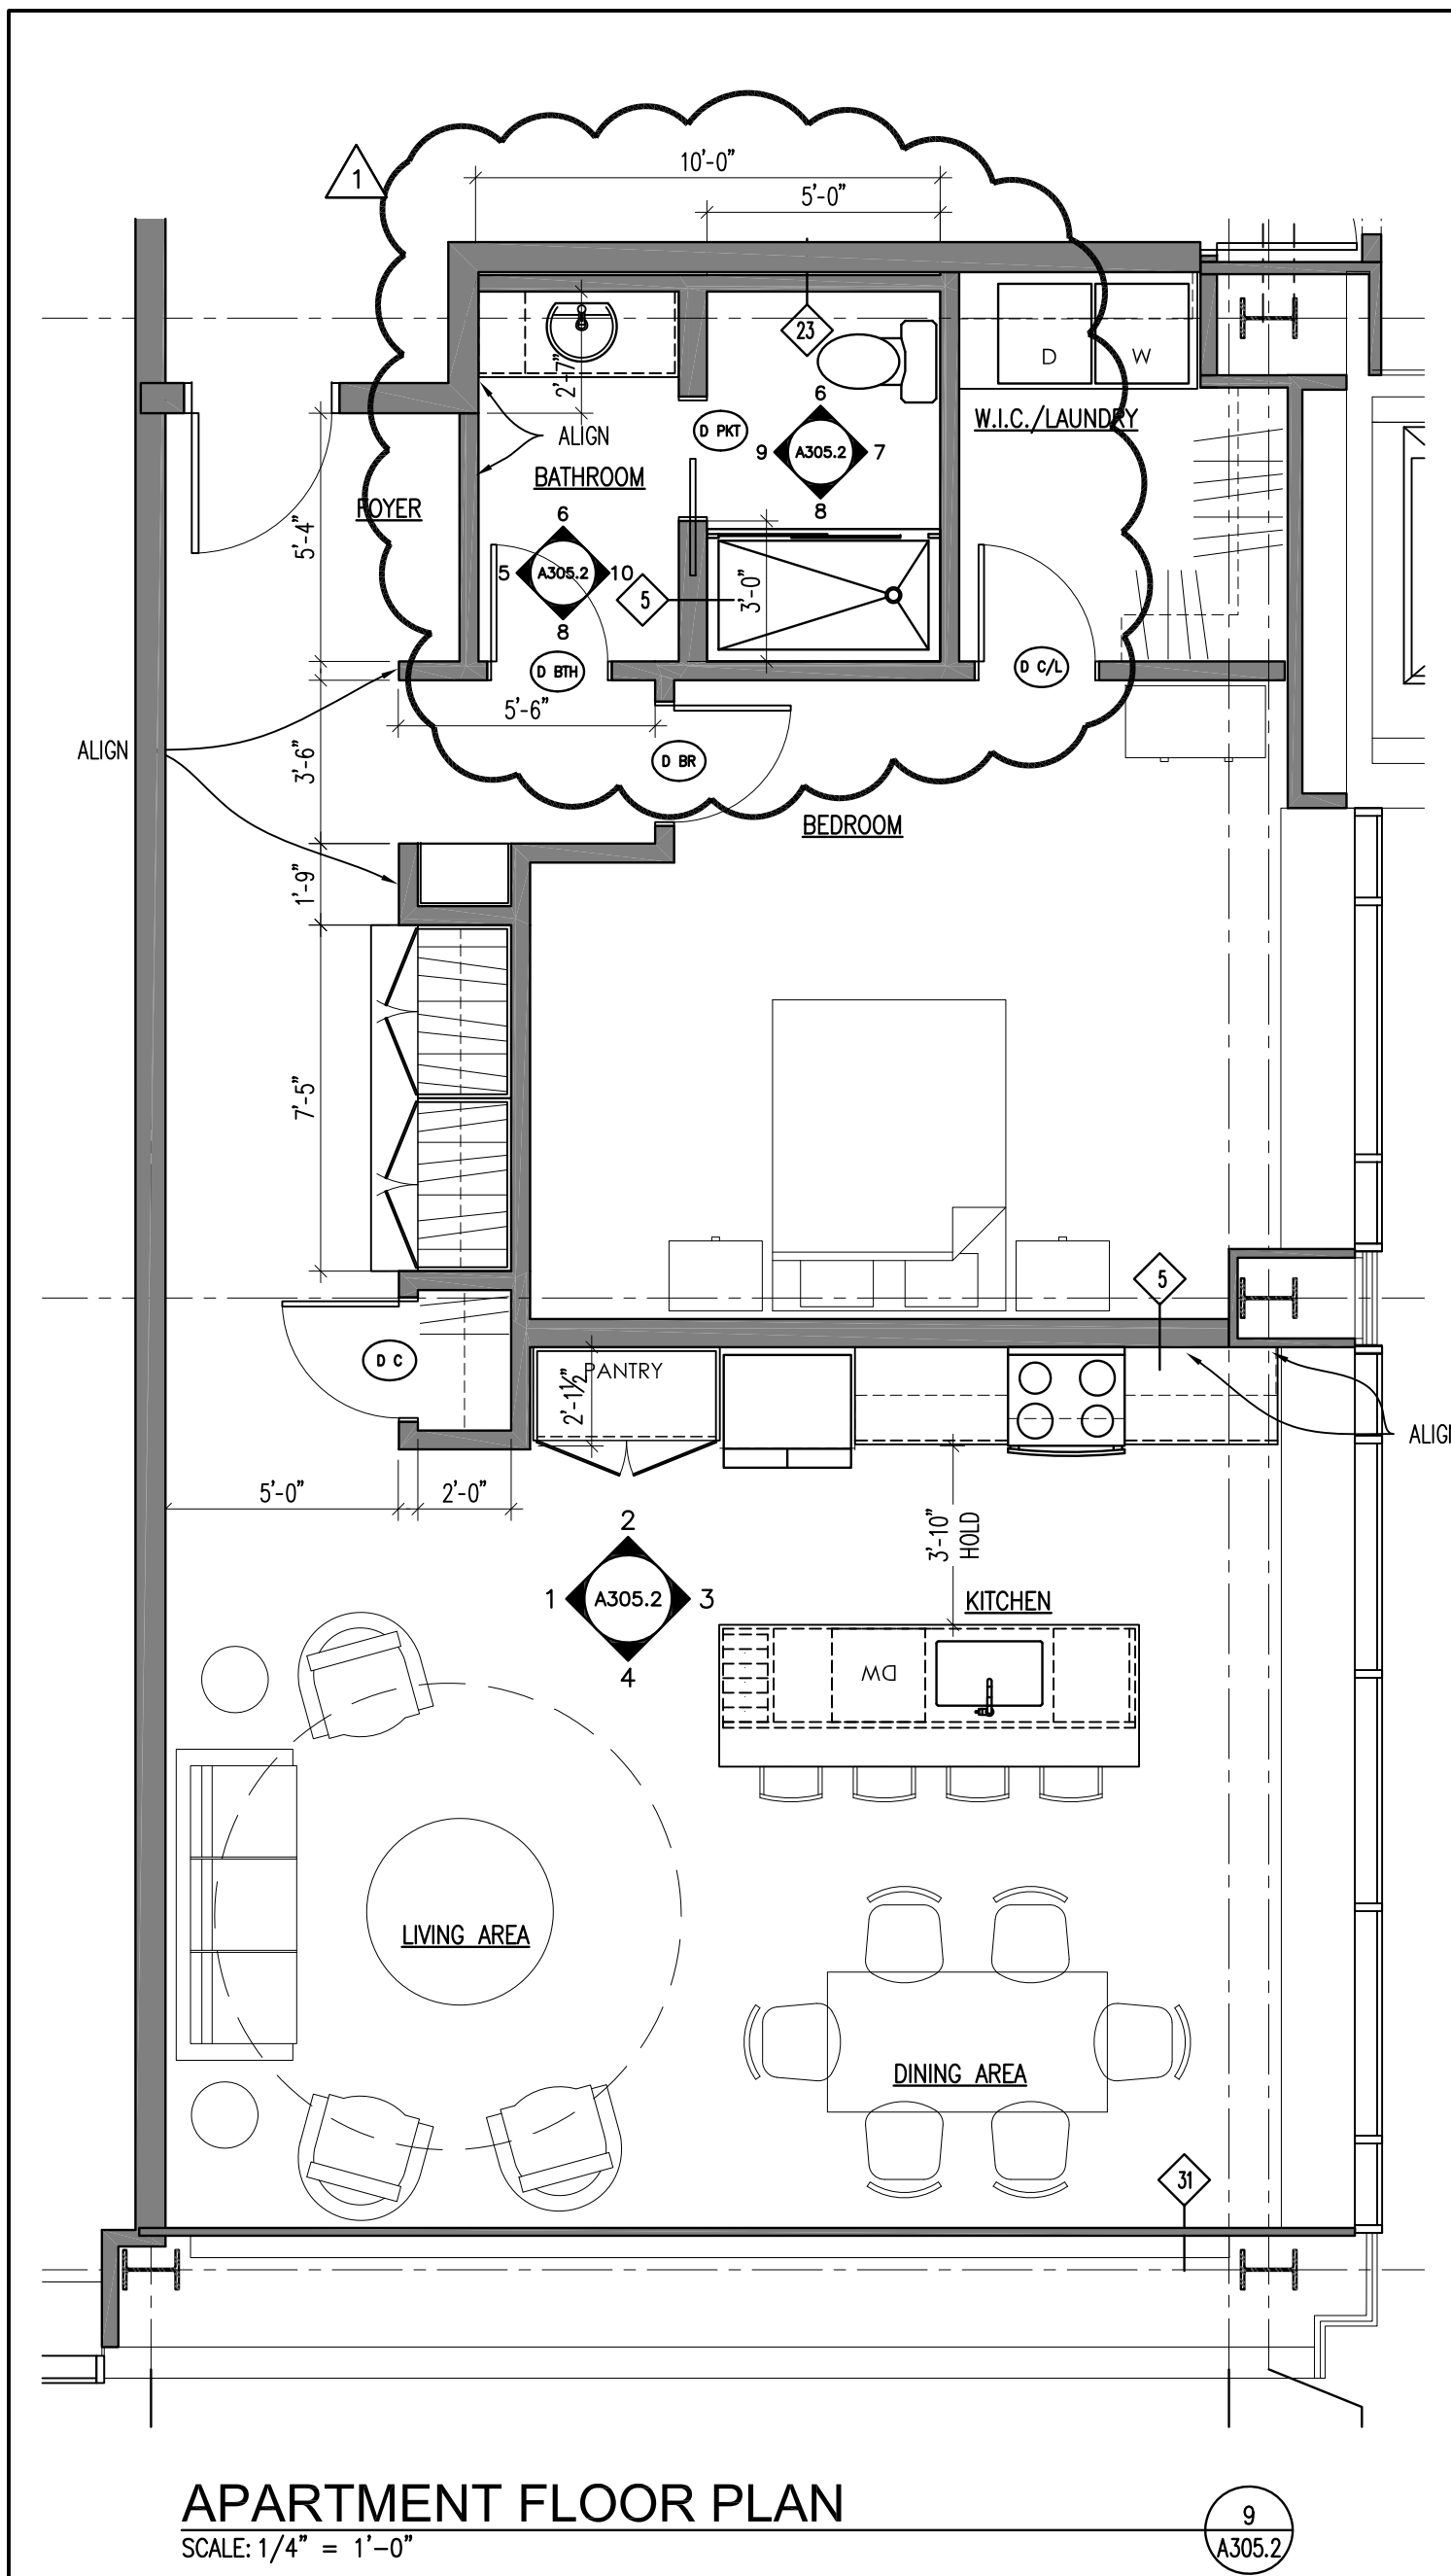 10'-0"
1
5'-0"
23
D W
2'-7"
6
W.I.C./LAUNDRY
D PKT
ALIGN
9 A305.2 7
BATHROOM
FOYER
8
6
5'-4"
5 A305.2 10
3'-0"
5
8
D BTH
D C/L
5'-6"
ALIGN
3'-6"
D BR
BEDROOM
1'-9"
7'-5"
5
D C
PANTRY
2'-1½"
ALIG
5'-0"
2'-0"
2
3'-10"
HOLD
1 A305.2 3
KITCHEN
4
DW
LIVING AREA
DINING AREA
31
APARTMENT FLOOR PLAN
9
SCALE: 1/4" = 1'-0"
A305.2